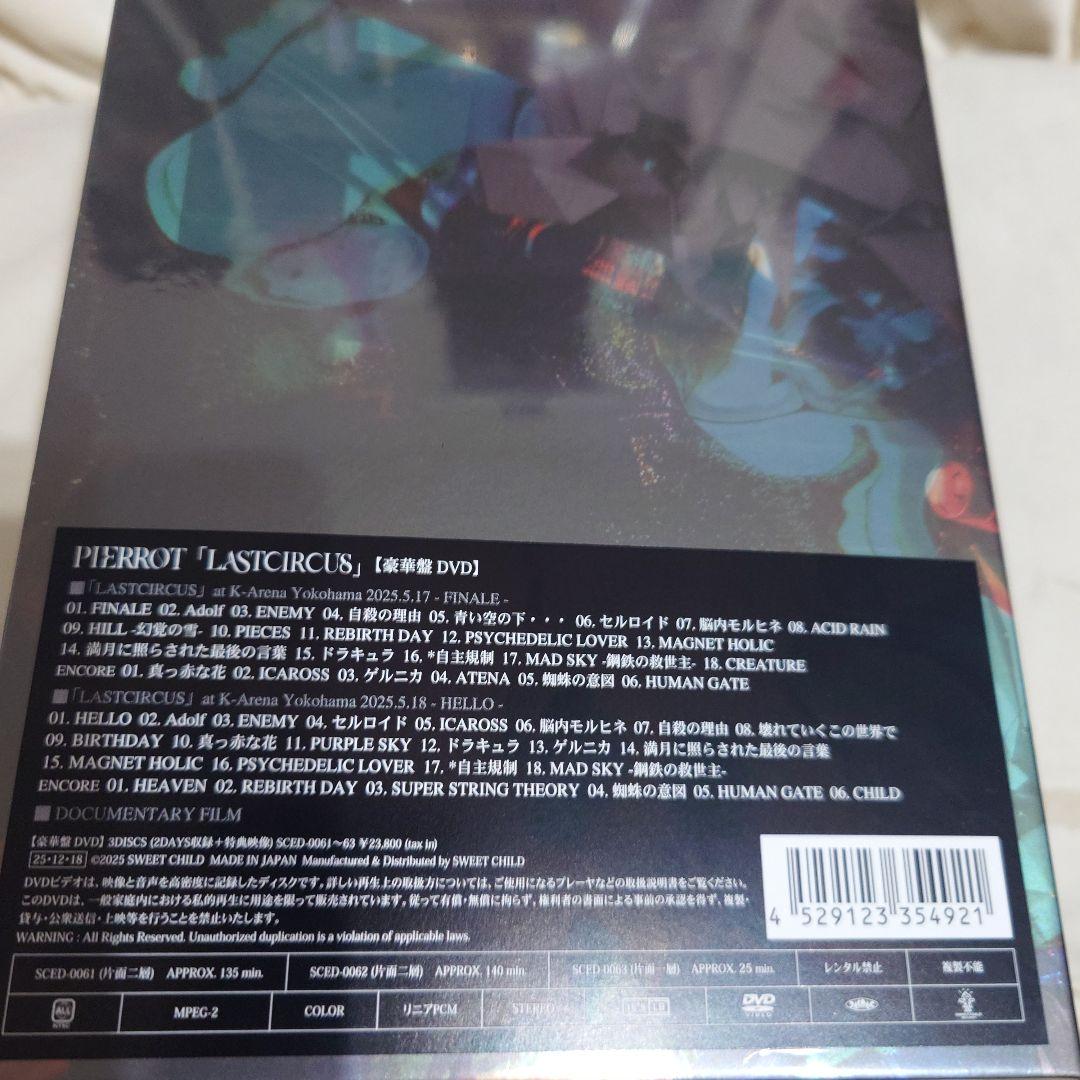 PIERROT「LASTCIRCUS」【豪華盤 DVD】
■「LASTCIRCUS」at K-Arena Yokohama 2025.5.17 - FINALE -
01. FINALE 02. Adolf 03. ENEMY 04. 自殺の理由 05. 青い空の下・・・ 06. セルロイド 07. 脳内モルヒネ 08. ACID RAIN
09. HILL -幻覚の雪- 10. PIECES 11. REBIRTH DAY 12. PSYCHEDELIC LOVER 13. MAGNET HOLIC
14. 満月に照らされた最後の言葉 15. ドラキュラ 16. *自主規制 17. MAD SKY -鋼鉄の救世主- 18. CREATURE
ENCORE 01. 真っ赤な花 02. ICAROSS 03. ゲルニカ 04. ATENA 05. 蜘蛛の意図 06. HUMAN GATE
■「LASTCIRCUS」at K-Arena Yokohama 2025.5.18 - HELLO -
01. HELLO 02. Adolf 03. ENEMY 04. セルロイド 05. ICAROSS 06. 脳内モルヒネ 07. 自殺の理由 08. 壊れていくこの世界で
09. BIRTHDAY 10. 真っ赤な花 11. PURPLE SKY 12. ドラキュラ 13. ゲルニカ 14. 満月に照らされた最後の言葉
15. MAGNET HOLIC 16. PSYCHEDELIC LOVER 17. *自主規制 18. MAD SKY -鋼鉄の救世主-
ENCORE 01. HEAVEN 02. REBIRTH DAY 03. SUPER STRING THEORY 04. 蜘蛛の意図 05. HUMAN GATE 06. CHILD
■DOCUMENTARY FILM
【豪華盤 DVD】3DISCS (2DAYS収録+特典映像) SCED-0061〜63 ¥23,800 (tax in)
25・12・18 ©2025 SWEET CHILD MADE IN JAPAN Manufactured & Distributed by SWEET CHILD
DVDビデオは、映像と音声を高密度に記録したディスクです。詳しい再生上の取扱方については、ご使用になるプレーヤなどの取扱説明書をご覧ください。
このDVDは、一般家庭内における私的再生に用途を限って販売されています。従って有償・無償に拘らず、権利者の書面による事前の承認を得ず、複製・
貸与・公衆送信・上映等を行うことを禁止いたします。
WARNING : All Rights Reserved. Unauthorized duplication is a violation of applicable laws.
4 529123 354921
SCED-0061 (片面二層) APPROX. 135 min. SCED-0062 (片面二層) APPROX. 140 min. SCED-0063 (片面一層) APPROX. 25 min. レンタル禁止 複製不能
ALL NTSC MPEG-2 COLOR リニアPCM STEREO 16:9 LB DVD VIDEO